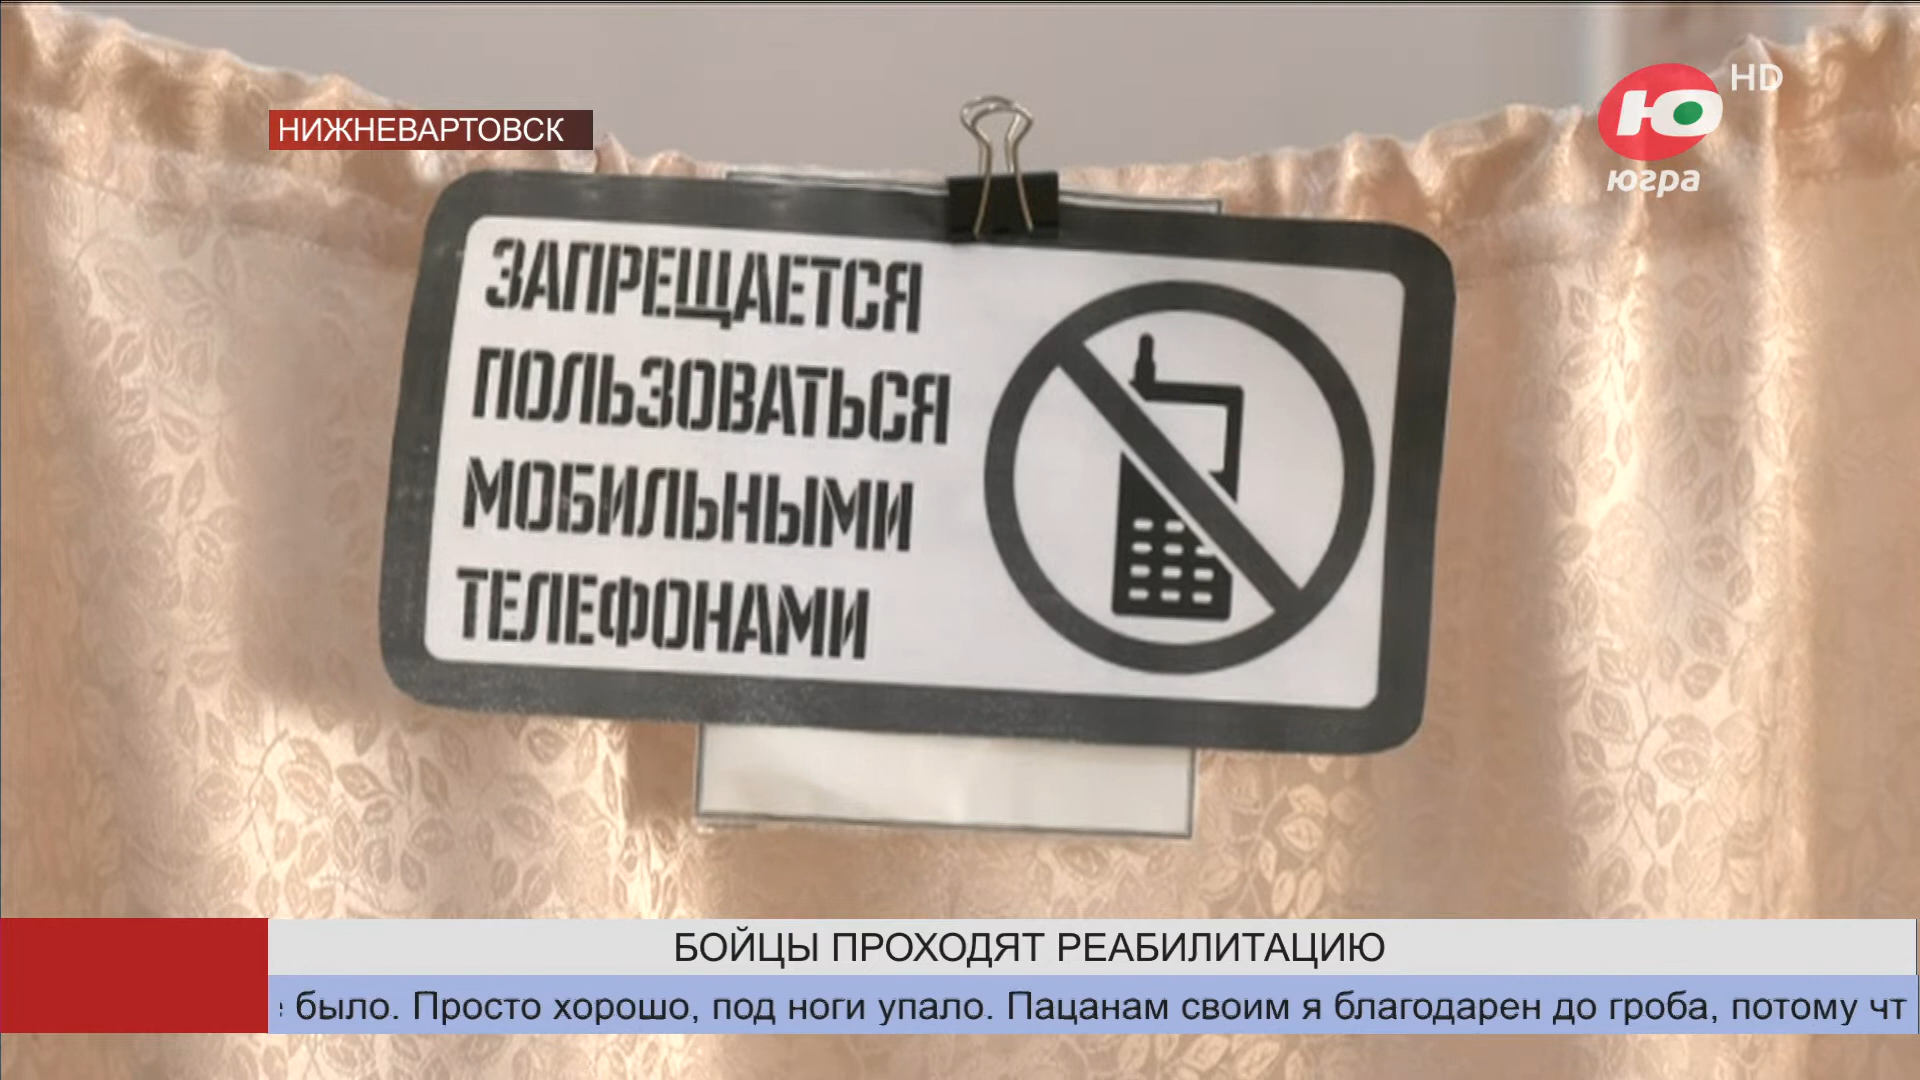 НИЖНЕВАРТОВСК
HD
Ю
югра
ЗАПРЕЩАЕТСЯ
ПОЛЬЗОВАТЬСЯ
МОБИЛЬНЫМИ
ТЕЛЕФОНАМИ
БОЙЦЫ ПРОХОДЯТ РЕАБИЛИТАЦИЮ
было. Просто хорошо, под ноги упало. Пацанам своим я благодарен до гроба, потому чт